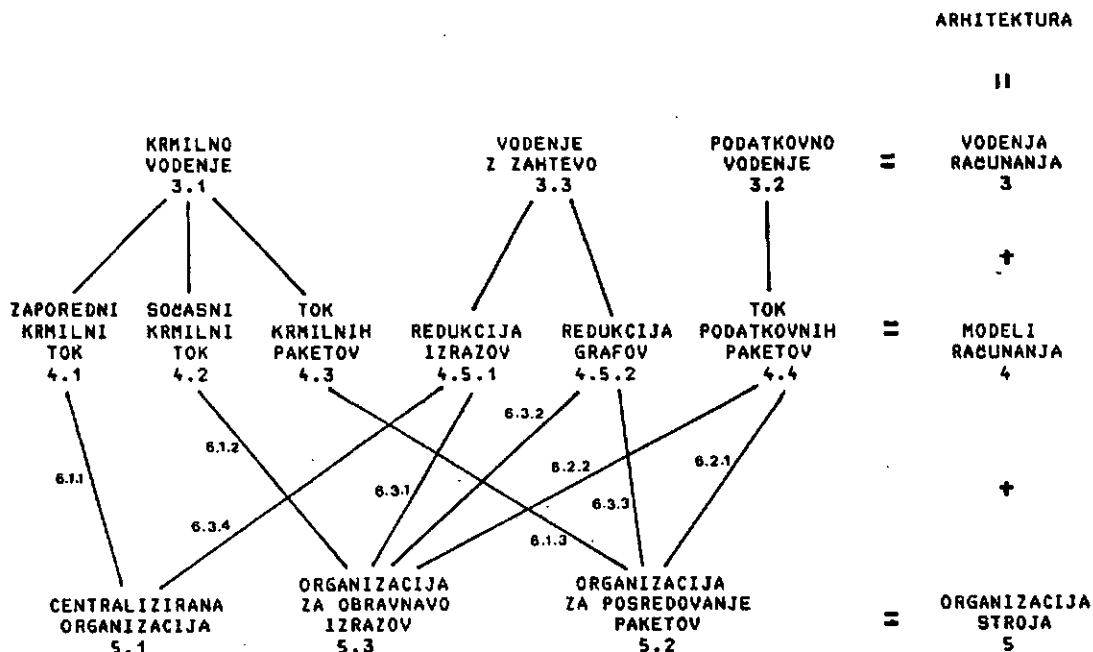 ARHITEKTURA
=
KRMILNO
VODENJE
3.1
VODENJE
Z ZAHTEVO
3.3
PODATKOVNO
VODENJE
3.2
=
VODENJA
RAČUNANJA
3
+
ZAPOREDNI
KRMILNI
TOK
4.1
SOČASNI
KRMILNI
TOK
4.2
TOK
KRMILNIH
PAKETOV
4.3
REDUKCIJA
IZRAZOV
4.5.1
REDUKCIJA
GRAFOV
4.5.2
TOK
PODATKOVNIH
PAKETOV
4.4
=
MODELI
RAČUNANJA
4
6.1.1
6.1.2
6.3.4
6.3.1
6.3.2
6.2.2
6.3.3
6.2.1
6.1.3
+
CENTRALIZIRANA
ORGANIZACIJA
5.1
ORGANIZACIJA
ZA OBRAVNAVO
IZRAZOV
5.3
ORGANIZACIJA
ZA POSREDOVANJE
PAKETOV
5.2
=
ORGANIZACIJA
STROJA
5